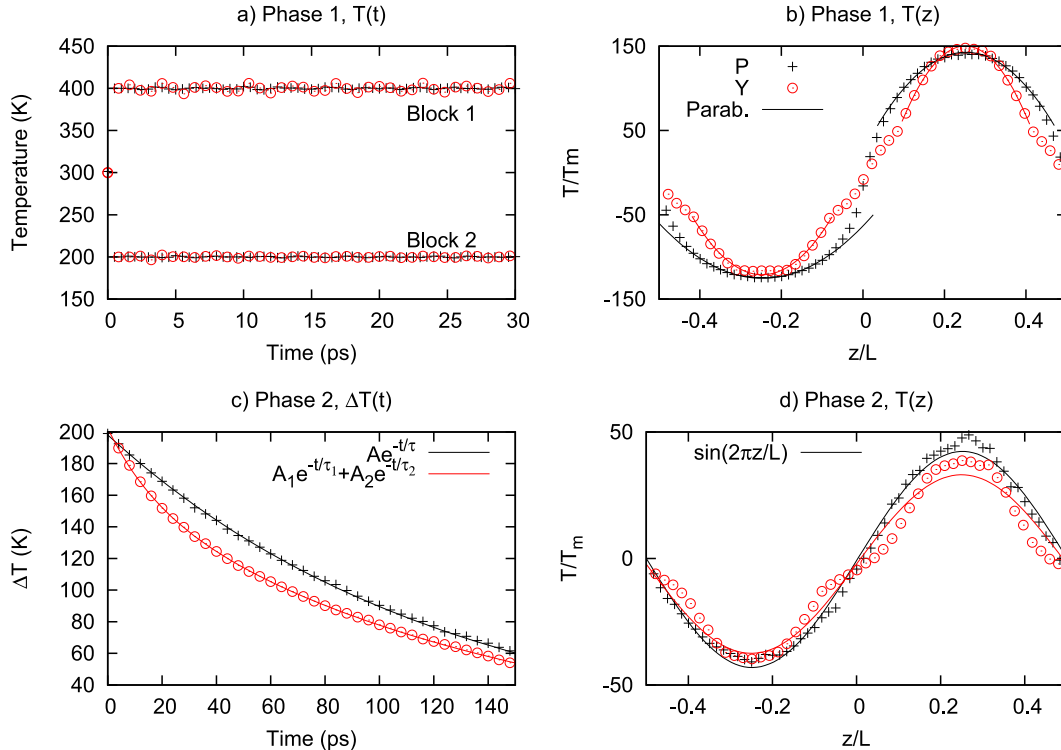 a) Phase 1, T(t)
450
400
350
300
250
200
150
Temperature (K)
Block 1
Block 2
0 5 10 15 20 25 30
Time (ps)
b) Phase 1, T(z)
150
50
-50
-150
T/Tm
P
Y
Parab.
-0.4 -0.2 0 0.2 0.4
z/L
c) Phase 2, ΔT(t)
200
180
160
140
120
100
80
60
40
ΔT (K)
Ae^-t/τ
A₁e^-t/τ₁+A₂e^-t/τ₂
0 20 40 60 80 100 120 140
Time (ps)
d) Phase 2, T(z)
50
0
-50
T/Tₘ
sin(2πz/L)
-0.4 -0.2 0 0.2 0.4
z/L